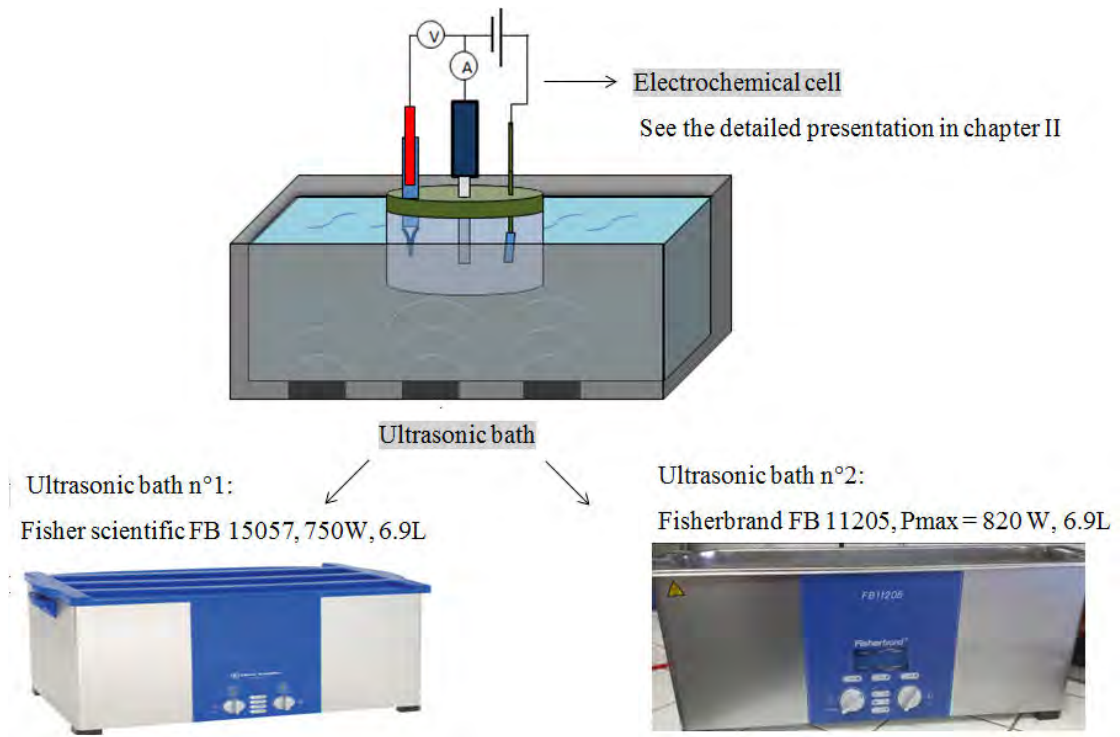 V
A
Electrochemical cell
See the detailed presentation in chapter II
Ultrasonic bath
Ultrasonic bath n°1:
Fisher scientific FB 15057, 750W, 6.9L
Ultrasonic bath n°2:
Fisherbrand FB 11205, Pmax = 820 W, 6.9L
FB11205
Fisherbrand